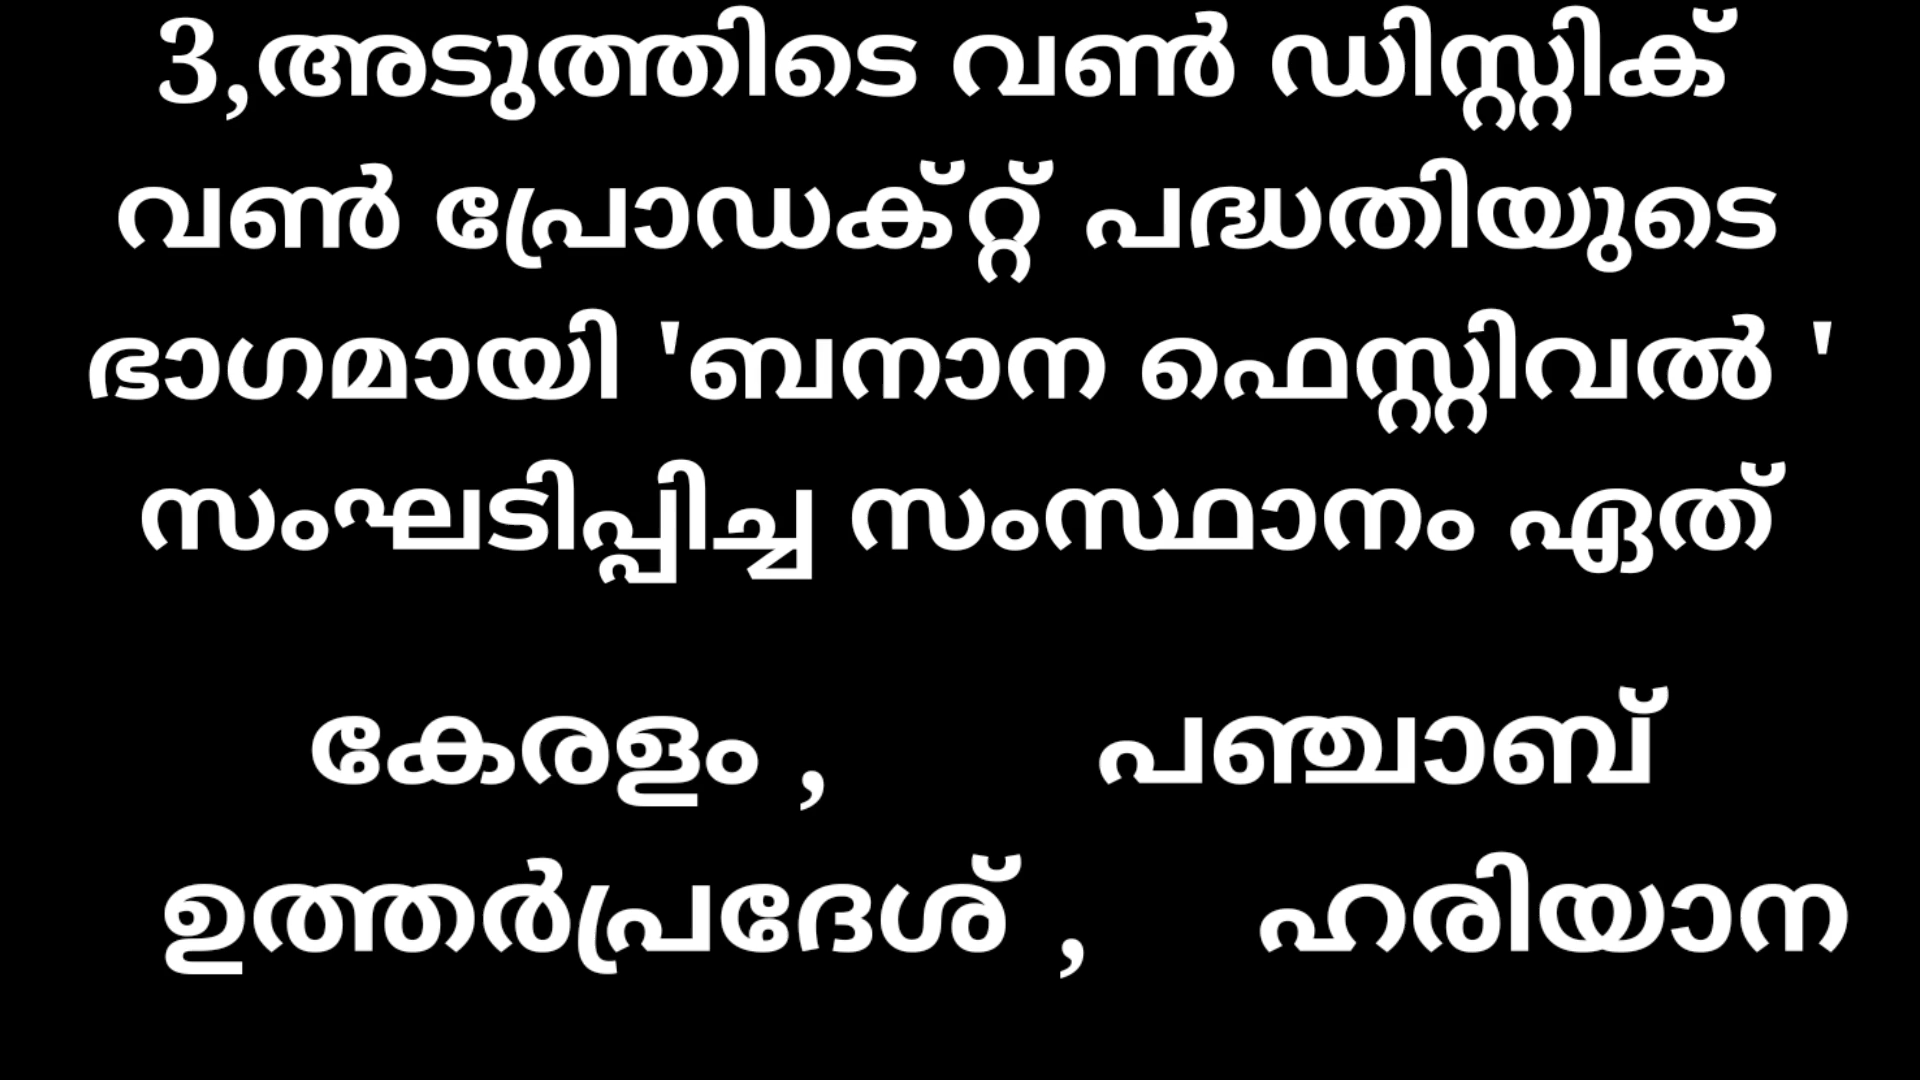 3,അടുത്തിടെ വൺ ഡിസ്റ്റിക്
വൺ പ്രോഡക്റ്റ് പദ്ധതിയുടെ
ഭാഗമായി 'ബനാന ഫെസ്റ്റിവൽ '
സംഘടിപ്പിച്ച സംസ്ഥാനം ഏത്
കേരളം , പഞ്ചാബ്
ഉത്തർപ്രദേശ് , ഹരിയാന